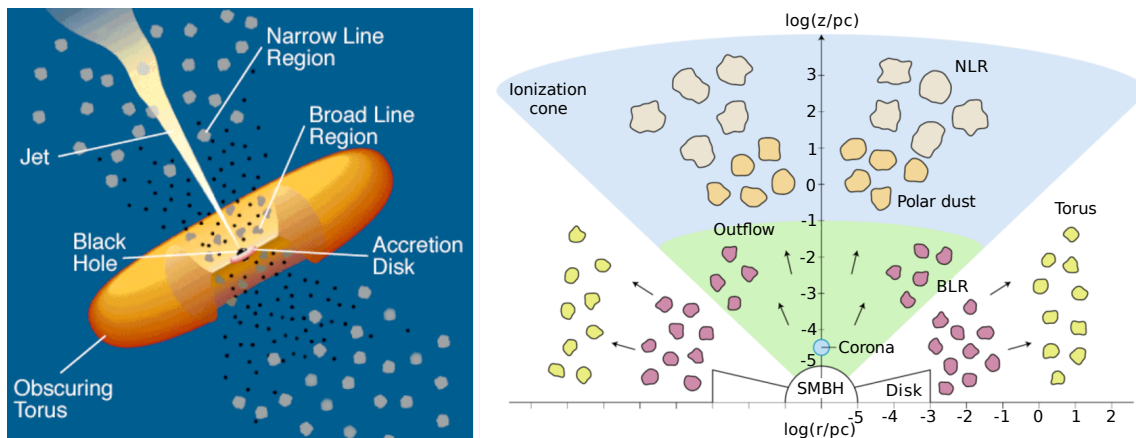 Narrow Line
Region
Broad Line
Region
Jet
Black
Hole
Accretion
Disk
Obscuring
Torus
log(z/pc)
Ionization
cone
NLR
3
2
1
0
-1
-2
-3
-4
-5
Polar dust
Torus
Outflow
BLR
Corona
SMBH
Disk
-5 -4 -3 -2 -1 0 1 2
log(r/pc)